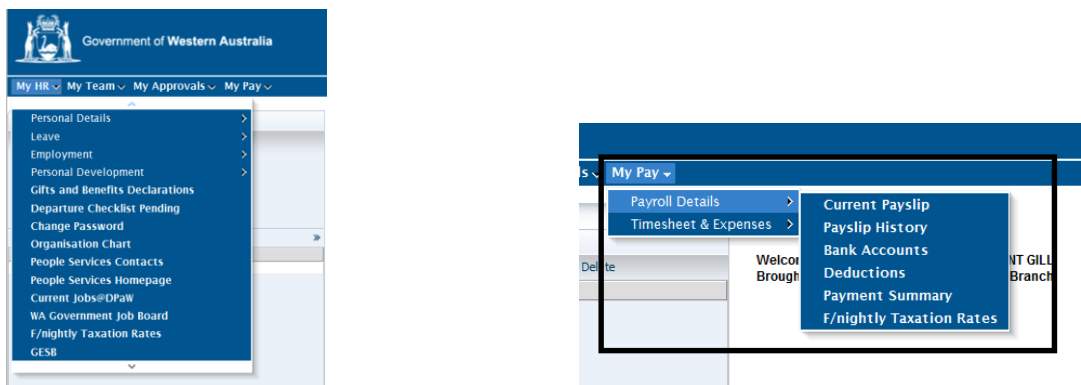 Government of Western Australia
My HR My Team My Approvals My Pay
Personal Details
Leave
Employment
Personal Development
Gifts and Benefits Declarations
Departure Checklist Pending
Change Password
Organisation Chart
People Services Contacts
People Services Homepage
Current Jobs@DPaW
WA Government Job Board
F/nightly Taxation Rates
GESB
My Pay
Payroll Details
Timesheet & Expenses
Current Payslip
Payslip History
Bank Accounts
Deductions
Payment Summary
F/nightly Taxation Rates
NT GILL
Branch